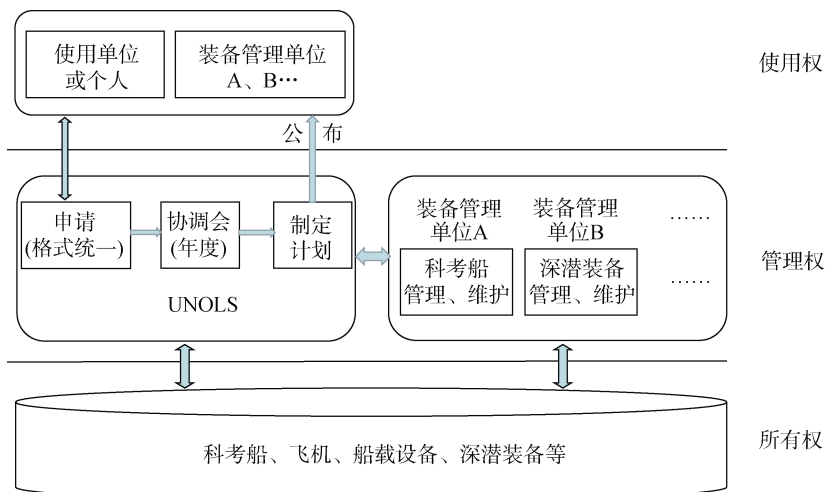 使用单位
或个人
装备管理单位
A、B…
使用权
公 布
申请
(格式统一)
协调会
(年度)
制定
计划
UNOLS
装备管理
单位A
科考船
管理、维护
装备管理
单位B
深潜装备
管理、维护
……
……
管理权
科考船、飞机、船载设备、深潜装备等
所有权